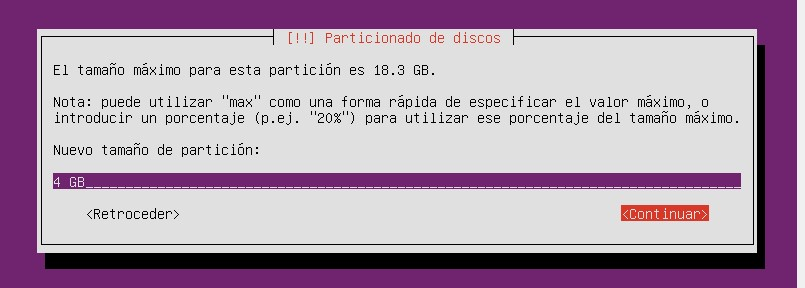 [!!] Particionado de discos
El tamaño máximo para esta partición es 18.3 GB.
Nota: puede utilizar "max" como una forma rápida de especificar el valor máximo, o
introducir un porcentaje (p.ej. "20%") para utilizar ese porcentaje del tamaño máximo.
Nuevo tamaño de partición:
4 GB
<Retroceder> <Continuar>